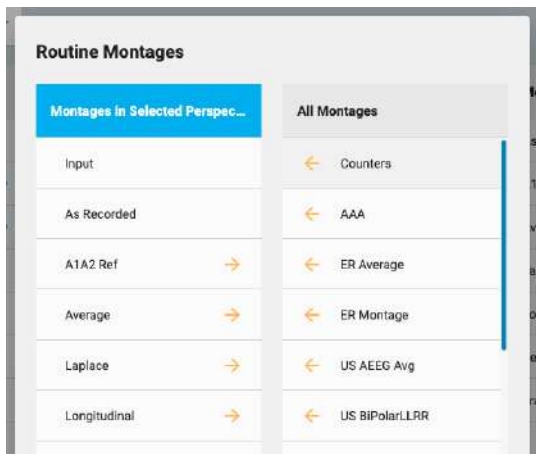 Routine Montages
Montages in Selected Perspec...
All Montages
Input
Counters
As Recorded
AAA
A1A2 Ref
ER Average
Average
ER Montage
Laplace
US AEEG Avg
Longitudinal
US BiPolarLLRR